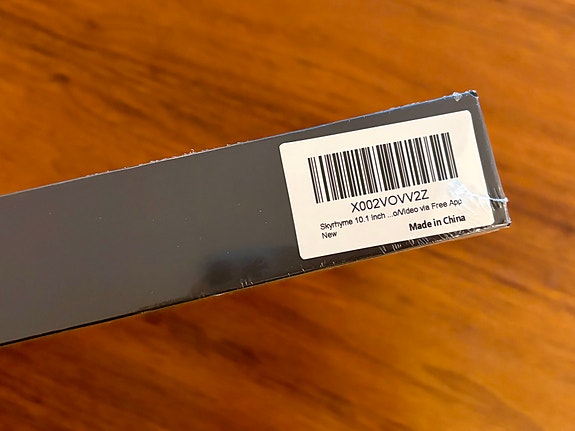 X002VOVV2Z
Skyrhyme 10.1 Inch ...o/Video via Free App
New
Made in China